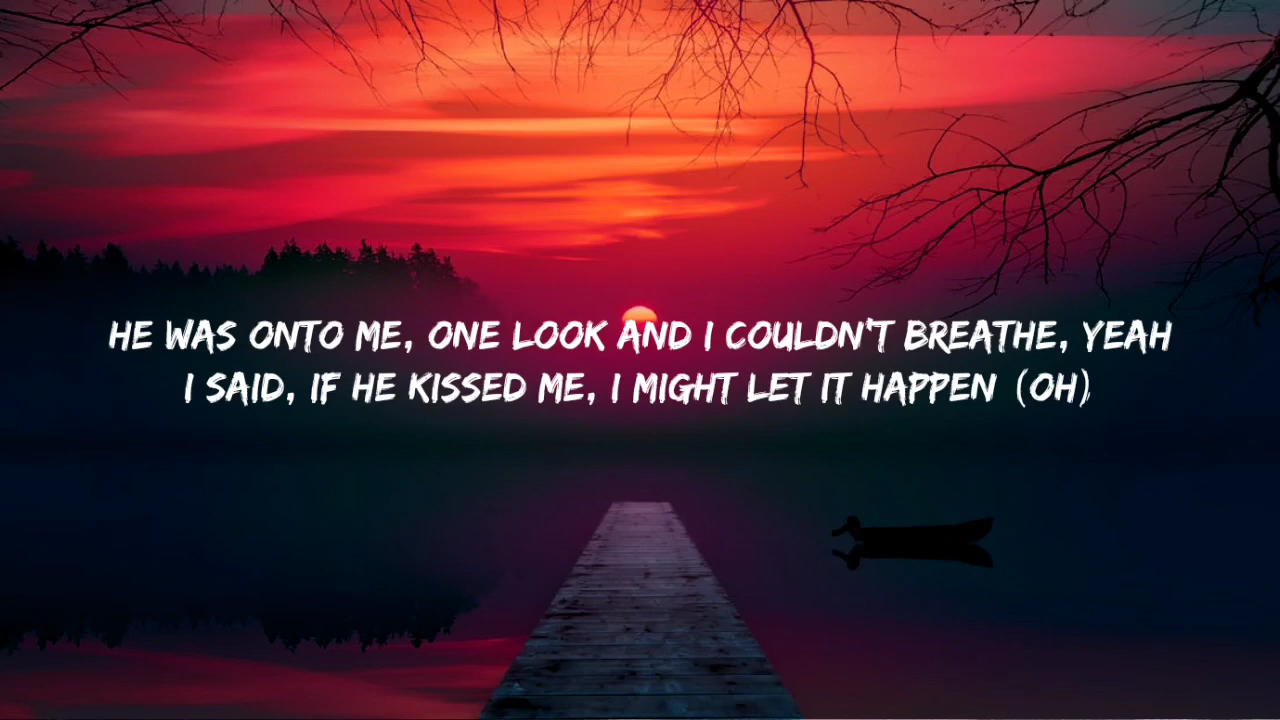 HE WAS ONTO ME, ONE LOOK AND I COULDN'T BREATHE, YEAH
I SAID, IF HE KISSED ME, I MIGHT LET IT HAPPEN (OH)